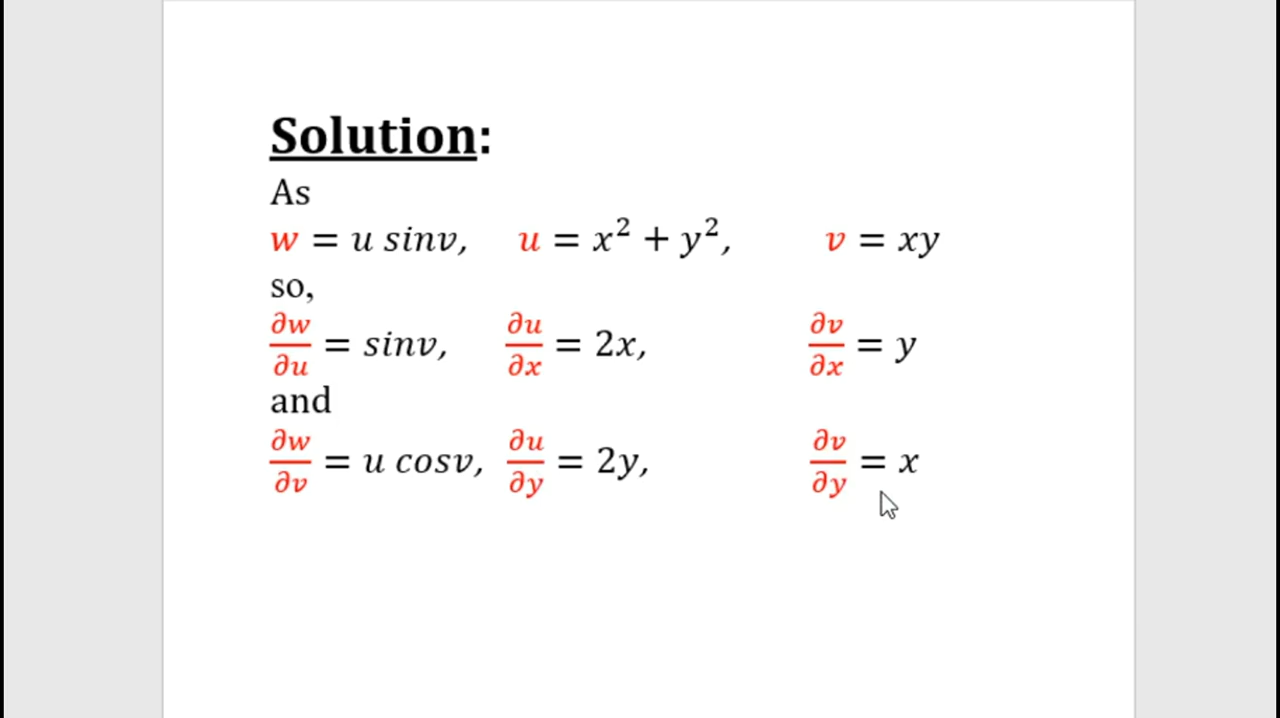 Solution:
As
w = u sinv, u = x² + y², v = xy
so,
∂w/∂u = sinv, ∂u/∂x = 2x, ∂v/∂x = y
and
∂w/∂v = u cosv, ∂u/∂y = 2y, ∂v/∂y = x